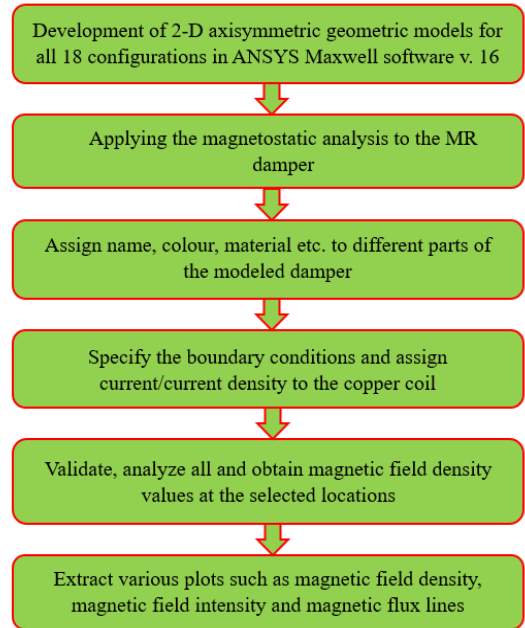 Development of 2-D axisymmetric geometric models for
all 18 configurations in ANSYS Maxwell software v. 16
Applying the magnetostatic analysis to the MR
damper
Assign name, colour, material etc. to different parts of
the modeled damper
Specify the boundary conditions and assign
current/current density to the copper coil
Validate, analyze all and obtain magnetic field density
values at the selected locations
Extract various plots such as magnetic field density,
magnetic field intensity and magnetic flux lines